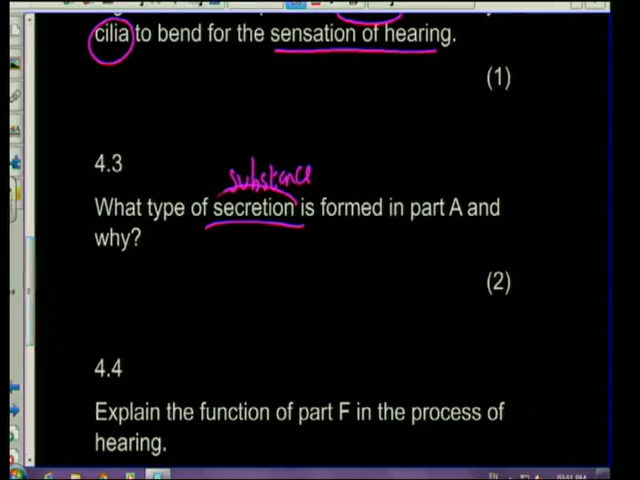 cilia to bend for the sensation of hearing.
(1)
4.3
substance
What type of secretion is formed in part A and
why?
(2)
4.4
Explain the function of part F in the process of
hearing.